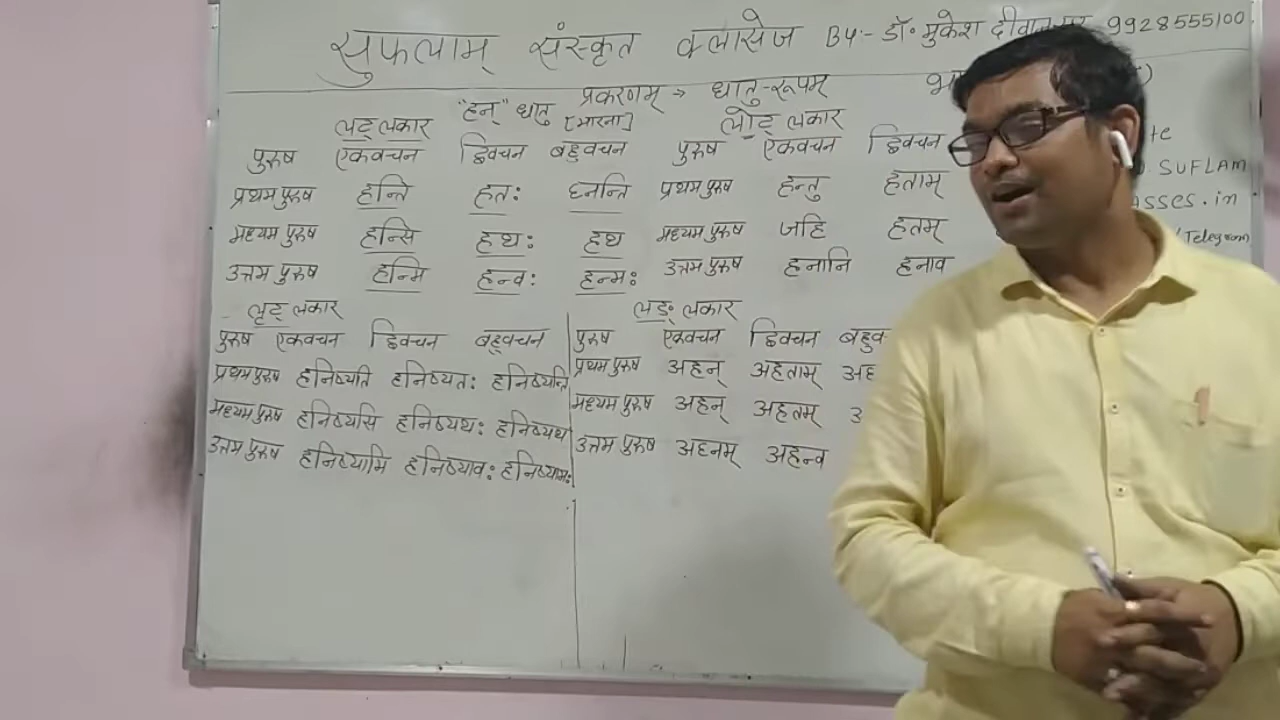 सुफलाम् संस्कृत क्लासेज By:- डॉ॰ मुकेश 9928555100
"हन्" धातु प्रकरणम् → धातु-रूपम्
[मारना]
लट् लकार
पुरुष एकवचन द्विवचन बहुवचन
प्रथम पुरुष हन्ति हतः घ्नन्ति
मध्यम पुरुष हन्सि हथः हथ
उत्तम पुरुष हन्मि हन्वः हन्मः
लोट् लकार
पुरुष एकवचन द्विवचन
प्रथम पुरुष हन्तु हताम्
मध्यम पुरुष जहि हतम्
उत्तम पुरुष हनानि हनाव
SUFLAM
asses.in
Telegram
लृट् लकार
पुरुष एकवचन द्विवचन बहुवचन
प्रथम पुरुष हनिष्यति हनिष्यतः हनिष्यन्ति
मध्यम पुरुष हनिष्यसि हनिष्यथः हनिष्यथ
उत्तम पुरुष हनिष्यामि हनिष्यावः हनिष्यामः
लङ् लकार
पुरुष एकवचन द्विवचन बहुव
प्रथम पुरुष अहन् अहताम्
मध्यम पुरुष अहन् अहतम्
उत्तम पुरुष अहनम् अहन्व